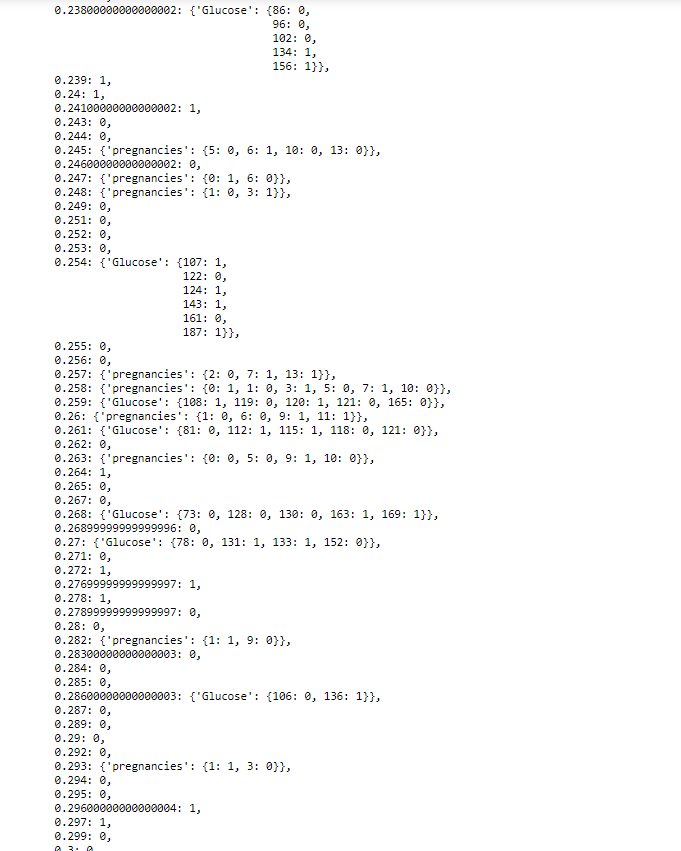 0.23800000000000002: {'Glucose': {86: 0,
96: 0,
102: 0,
134: 1,
156: 1}},
0.239: 1,
0.24: 1,
0.24100000000000002: 1,
0.243: 0,
0.244: 0,
0.245: {'pregnancies': {5: 0, 6: 1, 10: 0, 13: 0}},
0.24600000000000002: 0,
0.247: {'pregnancies': {0: 1, 6: 0}},
0.248: {'pregnancies': {1: 0, 3: 1}},
0.249: 0,
0.251: 0,
0.252: 0,
0.253: 0,
0.254: {'Glucose': {107: 1,
122: 0,
124: 1,
143: 1,
161: 0,
187: 1}},
0.255: 0,
0.256: 0,
0.257: {'pregnancies': {2: 0, 7: 1, 13: 1}},
0.258: {'pregnancies': {0: 1, 1: 0, 3: 1, 5: 0, 7: 1, 10: 0}},
0.259: {'Glucose': {108: 1, 119: 0, 120: 1, 121: 0, 165: 0}},
0.26: {'pregnancies': {1: 0, 6: 0, 9: 1, 11: 1}},
0.261: {'Glucose': {81: 0, 112: 1, 115: 1, 118: 0, 121: 0}},
0.262: 0,
0.263: {'pregnancies': {0: 0, 5: 0, 9: 1, 10: 0}},
0.264: 1,
0.265: 0,
0.267: 0,
0.268: {'Glucose': {73: 0, 128: 0, 130: 0, 163: 1, 169: 1}},
0.26899999999999996: 0,
0.27: {'Glucose': {78: 0, 131: 1, 133: 1, 152: 0}},
0.271: 0,
0.272: 1,
0.27699999999999997: 1,
0.278: 1,
0.27899999999999997: 0,
0.28: 0,
0.282: {'pregnancies': {1: 1, 9: 0}},
0.28300000000000003: 0,
0.284: 0,
0.285: 0,
0.28600000000000003: {'Glucose': {106: 0, 136: 1}},
0.287: 0,
0.289: 0,
0.29: 0,
0.292: 0,
0.293: {'pregnancies': {1: 1, 3: 0}},
0.294: 0,
0.295: 0,
0.29600000000000004: 1,
0.297: 1,
0.299: 0,